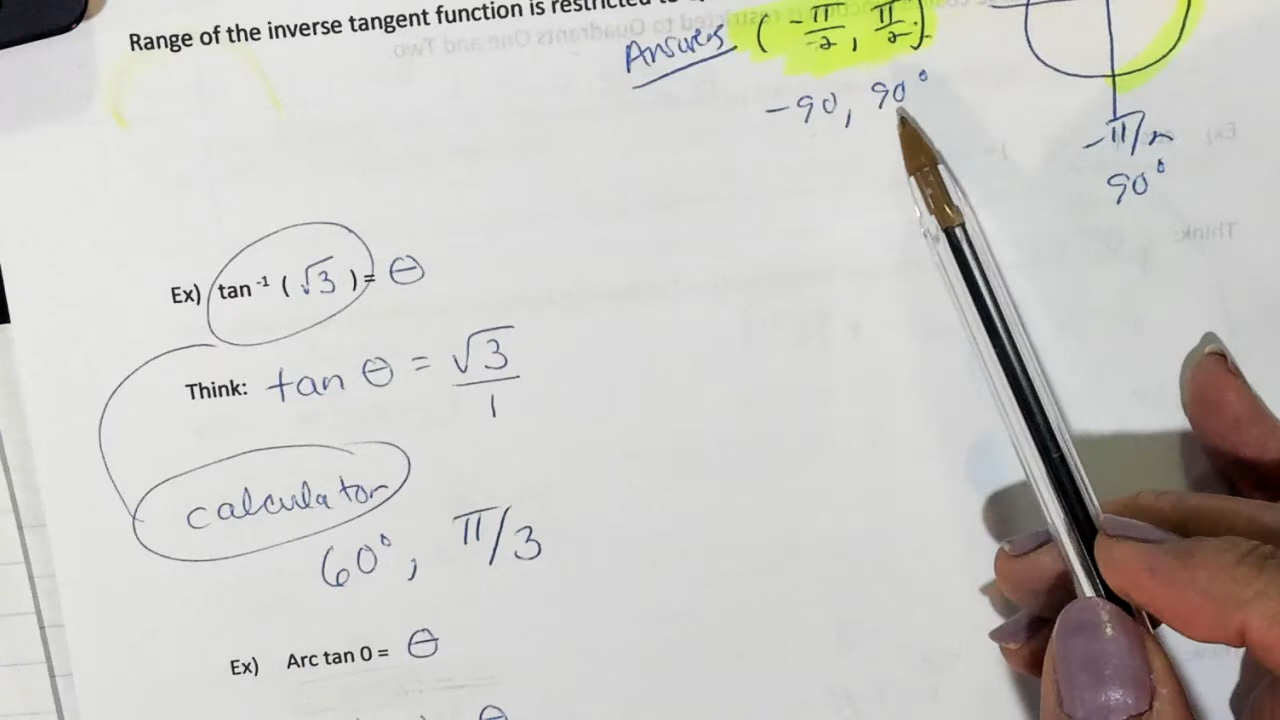 Range of the inverse tangent function is restricted to
Answers (-π/-2, π/2).
-90, 90°
-π/2
90°
Ex) tan⁻¹ (√3) = θ
Think: tan θ = √3/1
calculator
60°, π/3
Ex) Arc tan 0 = θ
θ